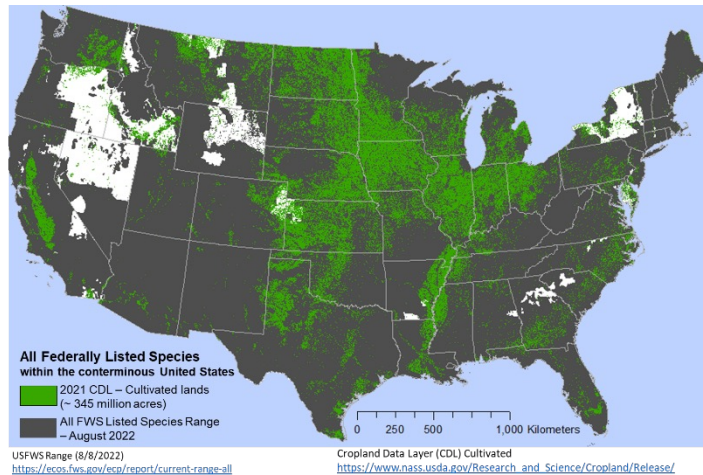 All Federally Listed Species
within the conterminous United States
2021 CDL – Cultivated lands
(~ 345 million acres)
All FWS Listed Species Range
– August 2022
0 250 500 1,000 Kilometers
USFWS Range (8/8/2022)
https://ecos.fws.gov/ecp/report/current-range-all
Cropland Data Layer (CDL) Cultivated
https://www.nass.usda.gov/Research_and_Science/Cropland/Release/